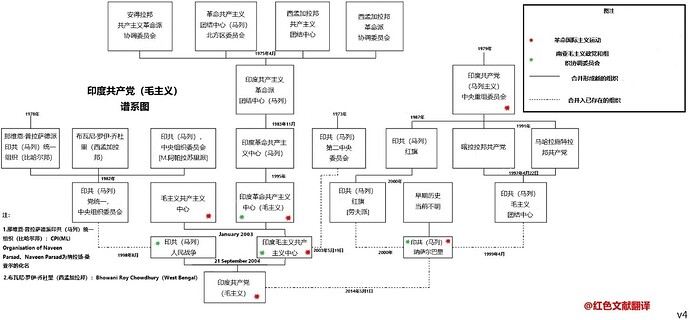 安得拉邦
共产主义革命派
协调委员会
革命共产主义
团结中心（马列）
北方区委员会
西孟加拉邦
共产主义
团结中心
西孟加拉邦
革命派
协调委员会
图注
革命国际主义运动
南亚毛主义政党和组
织协调委员会
合并形成新的组织
合并入已存在的组织
1975年4月
1979年
印度共产党（毛主义）
谱系图
印度共产主义
革命派
团结中心（马列）
印度共产党
（马列主义）
中央重组委员会
1978年
1983年11月
1973年
1987年
1991年
那维恩·普拉萨德派
印共（马列）统一
组织（比哈尔邦）
布瓦尼·罗伊·乔杜
里（西孟加拉
邦）
印共（马列），
中央组织委员会
[M.阿帕拉苏里派]
印度革命共产主
义中心（马列）
印共（马列）
第二中央
委员会
印共（马列）
红旗
喀拉拉邦共产党
马哈拉施特拉
邦共产党
1982年
1995年
2000年
1997年4月22日
印共（马列）
党统一，
中央组织委员会
毛主义共产主义
中心
印度革命共产主义
中心（毛主义）
印共（马列）
红旗
（劳夫派）
早期历史
当前不明
毛主义
团结中心
注：
1.那维恩·普拉萨德派印共（马列）统一
组织（比哈尔邦）：CPI(ML)
Organisation of Naveen
Parsad，Naveen Parsad为纳拉扬·桑
亚尔的化名
2.布瓦尼·罗伊·乔杜里（西孟加拉邦）：Bhowani Roy Chowdhury（West Bengal）
January 2003
1998年8月
印共（马列）
人民战争
印度毛主义共产
主义中心
2003年5月19日
2000年
印共（马列）
纳萨尔巴里
1999年4月
21 September 2004
印度共产党
（毛主义）
2014年5月1日
@红色文献翻译
v4